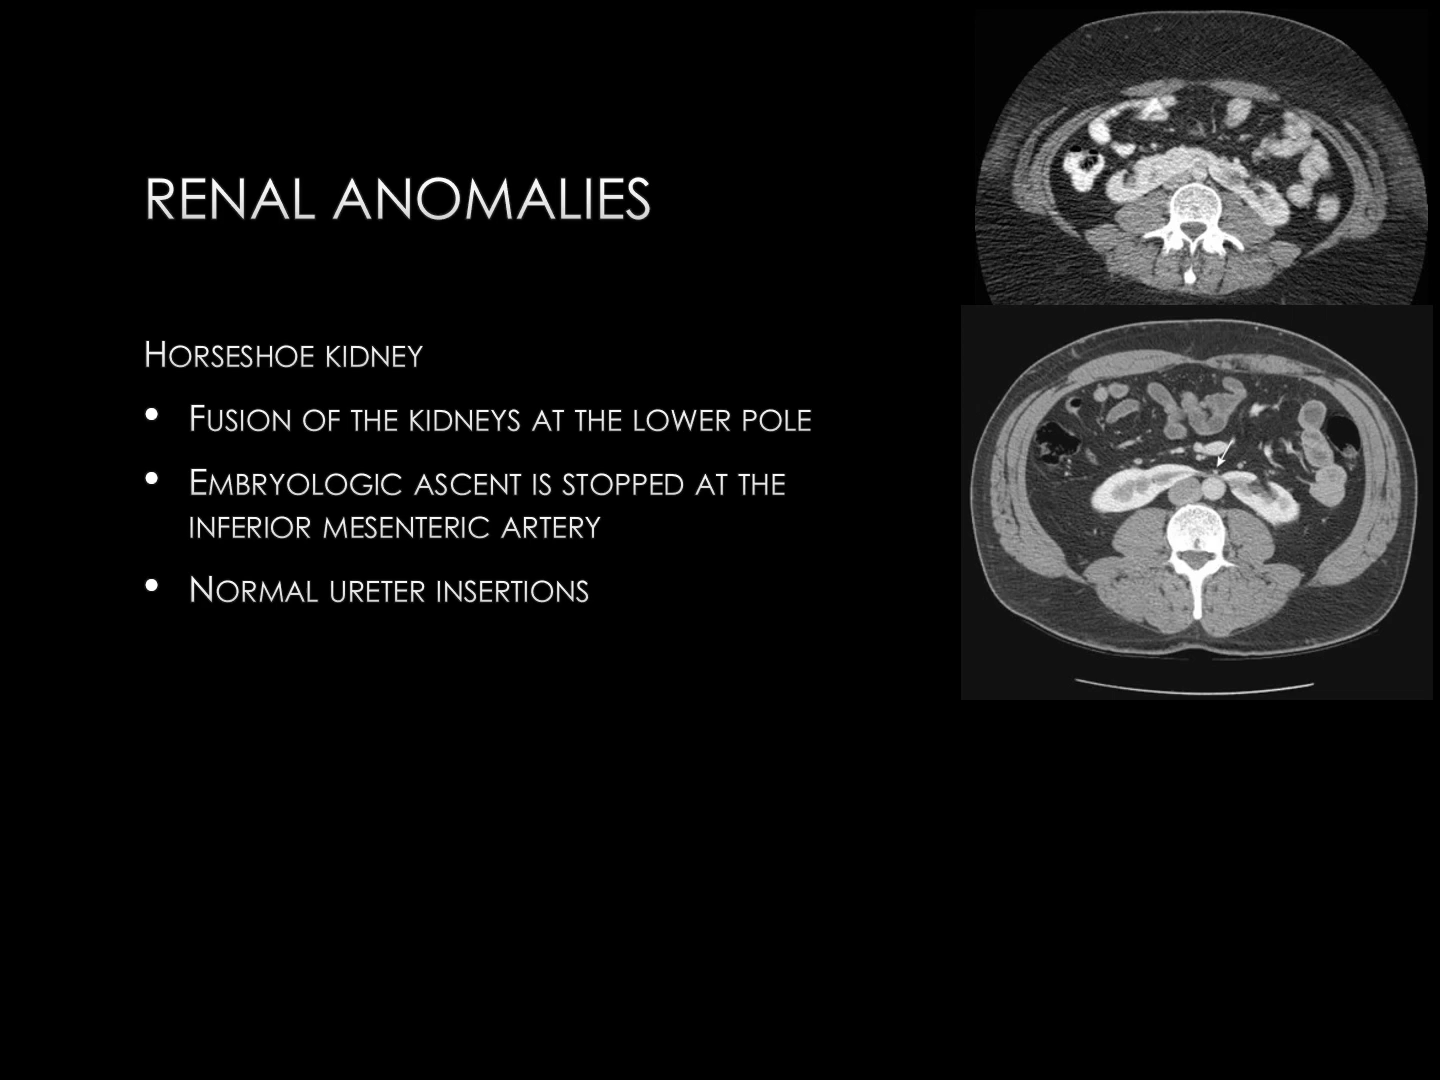 RENAL ANOMALIES
HORSESHOE KIDNEY
• FUSION OF THE KIDNEYS AT THE LOWER POLE
• EMBRYOLOGIC ASCENT IS STOPPED AT THE
INFERIOR MESENTERIC ARTERY
• NORMAL URETER INSERTIONS